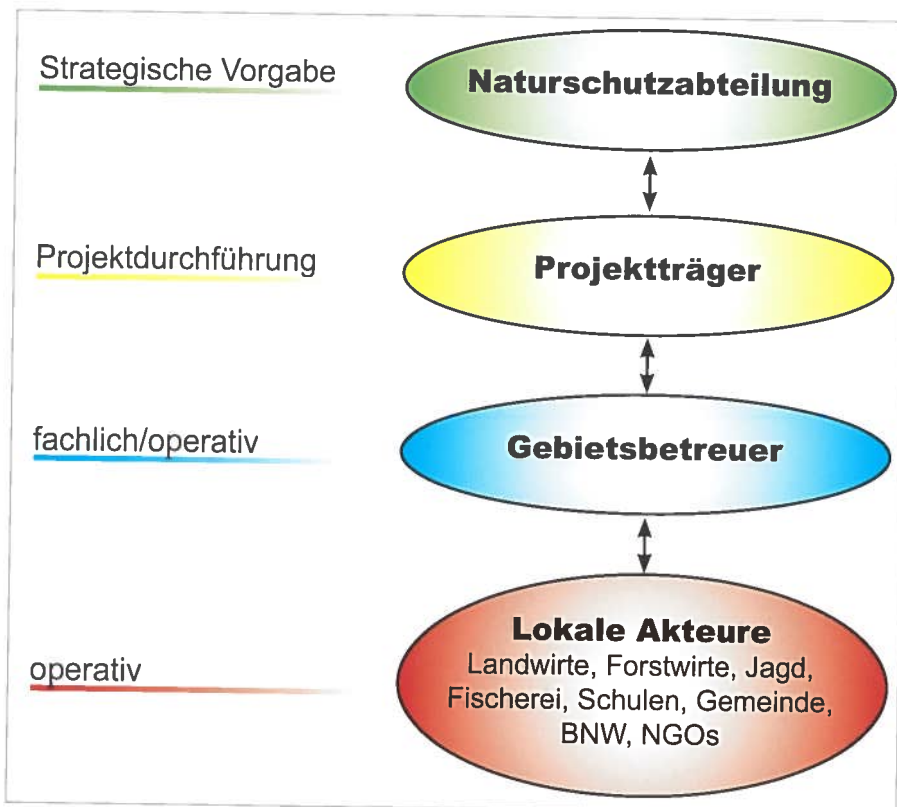 Strategische Vorgabe
Naturschutzabteilung
Projektdurchführung
Projektträger
fachlich/operativ
Gebietsbetreuer
operativ
Lokale Akteure
Landwirte, Forstwirte, Jagd,
Fischerei, Schulen, Gemeinde,
BNW, NGOs